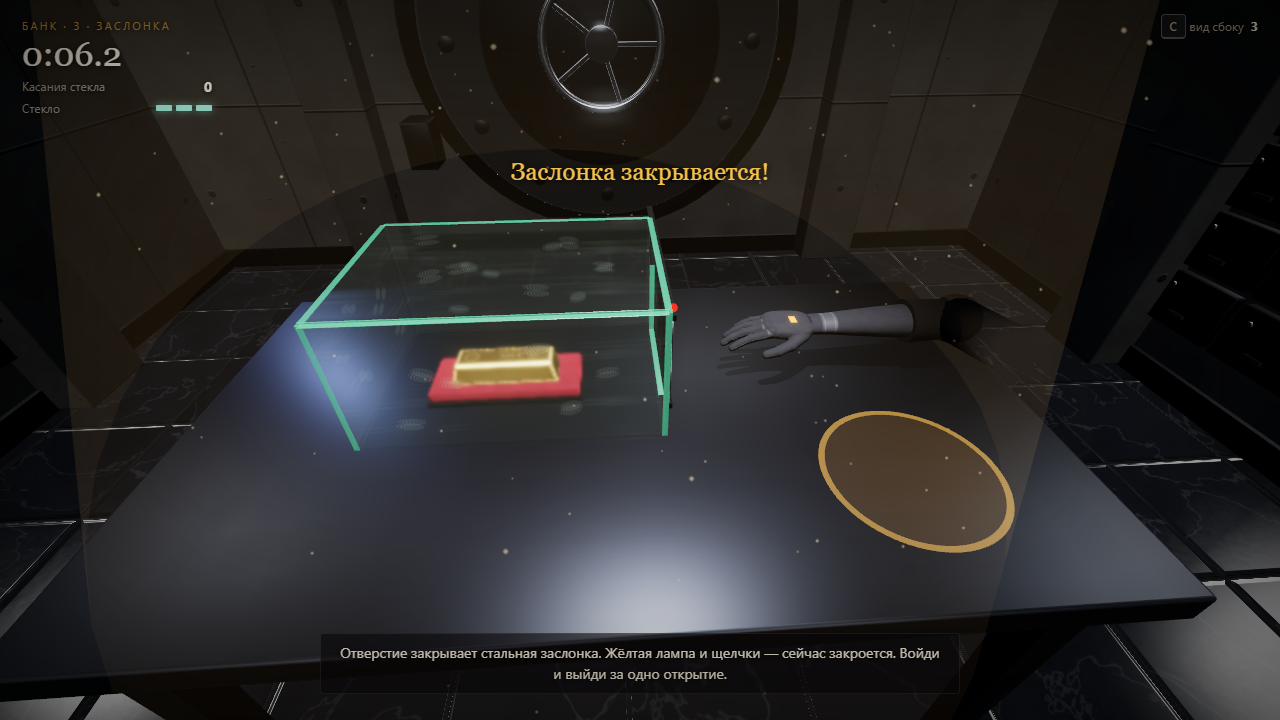 БАНК · 3 · ЗАСЛОНКА
0:06.2
Касания стекла 0
Стекло
C вид сбоку 3
Заслонка закрывается!
Отверстие закрывает стальная заслонка. Жёлтая лампа и щелчки — сейчас закроется. Войди
и выйди за одно открытие.